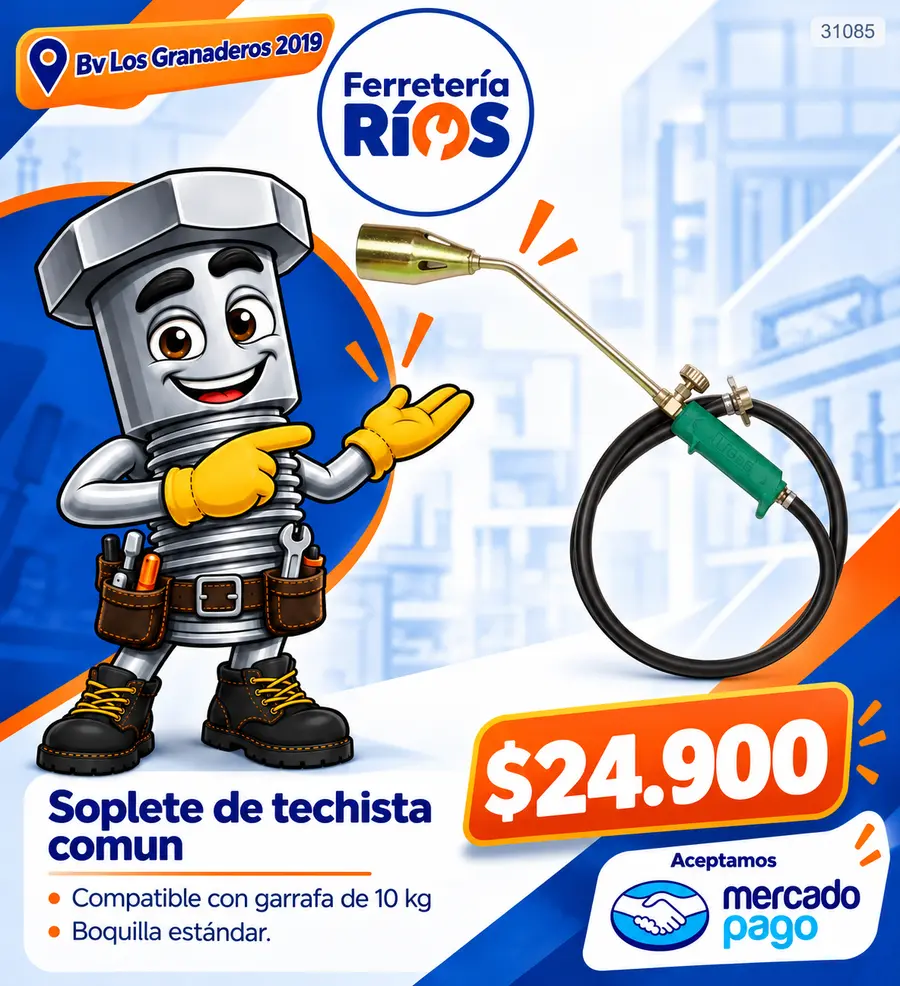 Bv Los Granaderos 2019
Ferretería
RÍOS
31085
$24.900
Soplete de techista
comun
Compatible con garrafa de 10 kg
Boquilla estándar.
Aceptamos
mercado
pago